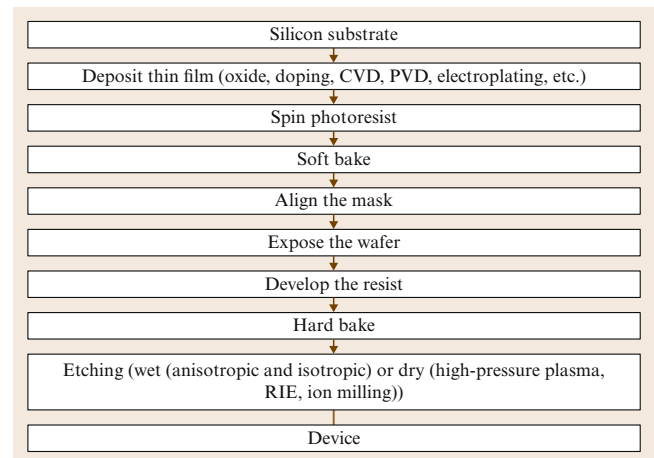 Silicon substrate
Deposit thin film (oxide, doping, CVD, PVD, electroplating, etc.)
Spin photoresist
Soft bake
Align the mask
Expose the wafer
Develop the resist
Hard bake
Etching (wet (anisotropic and isotropic) or dry (high-pressure plasma,
RIE, ion milling))
Device